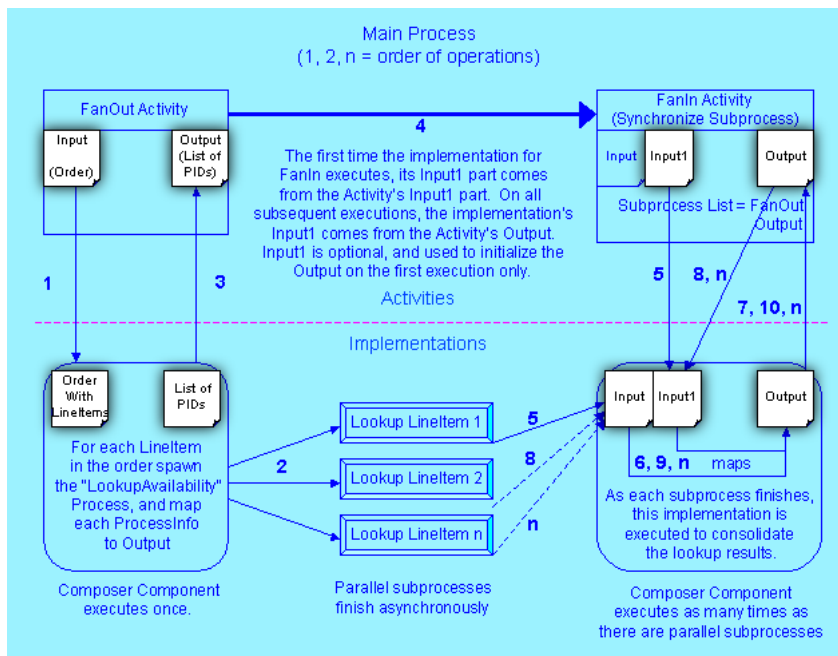 Main Process
(1, 2, n = order of operations)
FanOut Activity
Input
(Order)
Output
(List of
PIDs)
4
FanIn Activity
(Synchronize Subprocess)
Input
Input1
Output
Subprocess List = FanOut
Output
The first time the implementation for
FanIn executes, its Input1 part comes
from the Activity's Input1 part. On all
subsequent executions, the implementation's
Input1 comes from the Activity's Output.
Input1 is optional, and used to initialize the
Output on the first execution only.
1
3
5
8, n
7, 10, n
Activities
Implementations
Order
With
LineItems
List of
PIDs
For each LineItem
in the order spawn
the "LookupAvailability"
Process, and map
each ProcessInfo
to Output
2
Lookup LineItem 1
Lookup LineItem 2
Lookup LineItem n
5
8
n
Input
Input1
Output
6, 9, n
maps
As each subprocess finishes,
this implementation is
executed to consolidate
the lookup results.
Composer Component
executes once.
Parallel subprocesses
finish asynchronously
Composer Component
executes as many times as
there are parallel subprocesses